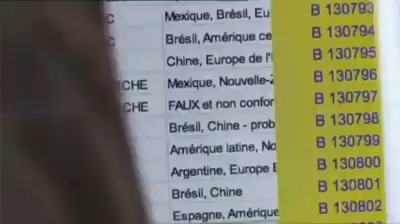 Mexique, Brésil, Eu B 130793
C Brésil, Amérique ce B 130794
Chine, Europe de l' B 130795
CHE Mexique, Nouvelle-Z B 130796
CHE FAUX et non confor B 130797
Brésil, Chine - prob B 130798
Amérique latine, No B 130799
Argentine, Europe E B 130800
Brésil, Chine B 130801
Espagne, Amérique B 130802